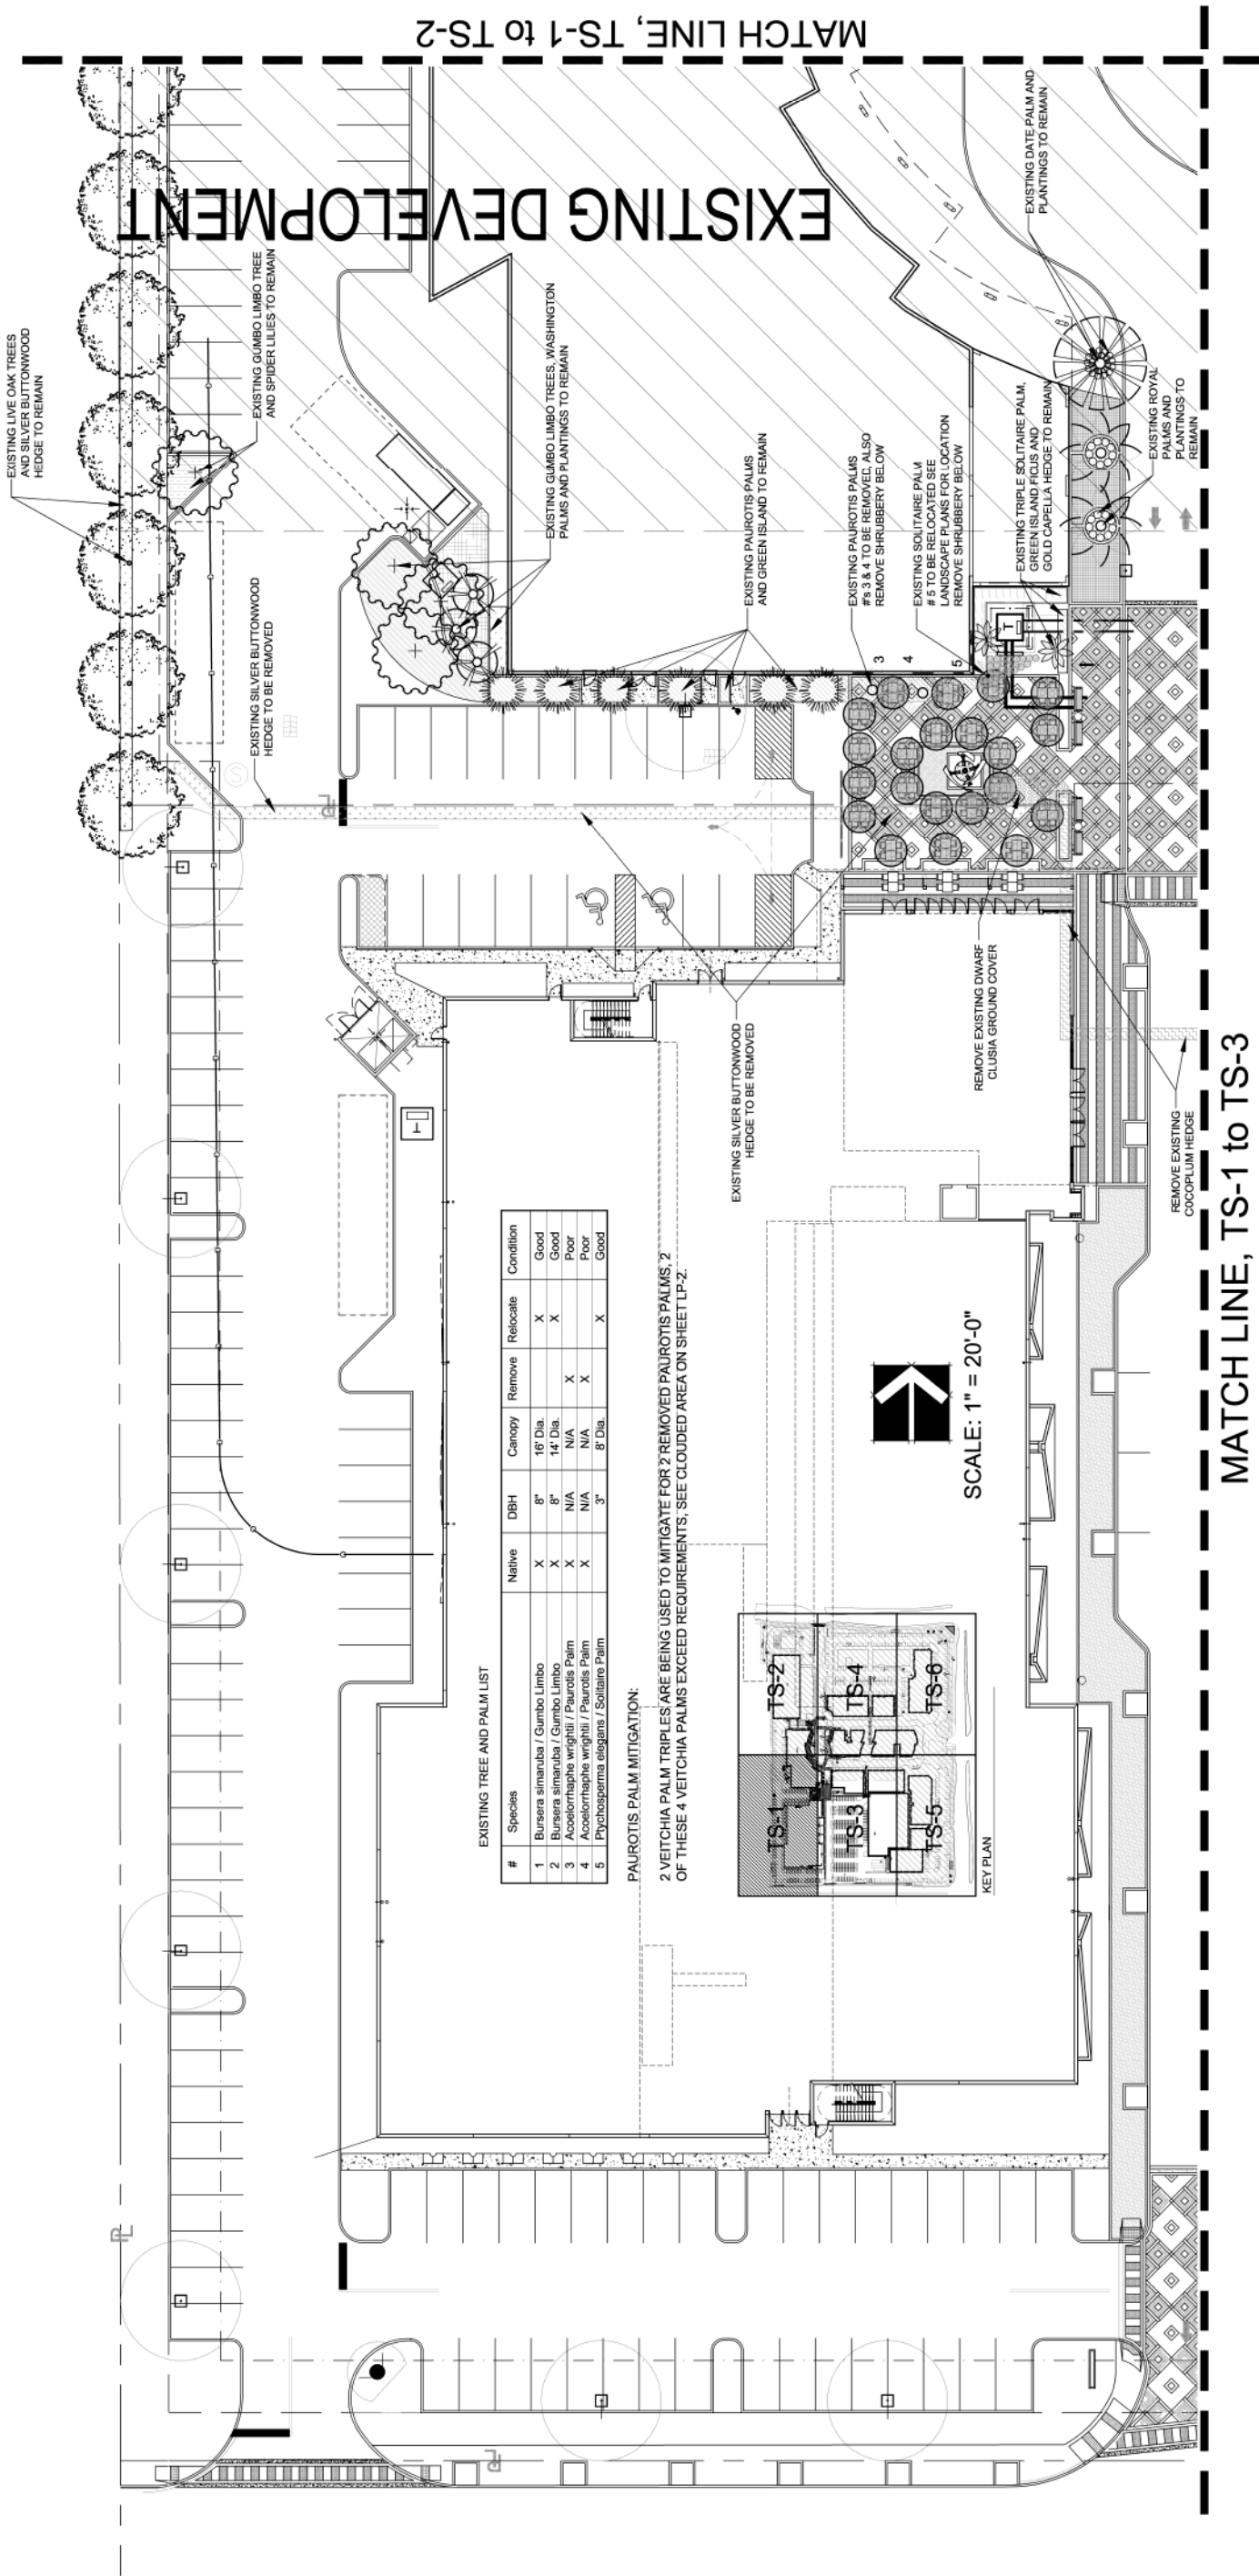 MATCH LINE, TS-1 to TS-2
EXISTING DEVELOPMENT
EXISTING LIVE OAK TREES
AND SILVER BUTTONWOOD
HEDGE TO REMAIN
EXISTING GUMBO LIMBO TREE
AND SPIDER LILIES TO REMAIN
EXISTING SILVER BUTTONWOOD
HEDGE TO BE REMOVED
EXISTING GUMBO LIMBO TREES, WASHINGTON
PALMS AND PLANTINGS TO REMAIN
EXISTING PAUROTIS PALMS
AND GREEN ISLAND TO REMAIN
EXISTING PAUROTIS PALMS
#'s 3 & 4 TO BE REMOVED, ALSO
REMOVE SHRUBBERY BELOW
EXISTING SOLITAIRE PALM
# 5 TO BE RELOCATED SEE
LANDSCAPE PLANS FOR LOCATION
REMOVE SHRUBBERY BELOW
EXISTING TRIPLE SOLITAIRE PALM,
GREEN ISLAND FICUS AND
GOLD CAPELLA HEDGE TO REMAIN
EXISTING DATE PALM AND
PLANTINGS TO REMAIN
EXISTING ROYAL
PALMS AND
PLANTINGS TO
REMAIN
3
4
5
T
S
PL
EXISTING SILVER BUTTONWOOD
HEDGE TO BE REMOVED
REMOVE EXISTING DWARF
CLUSIA GROUND COVER
REMOVE EXISTING
COCOPLUM HEDGE
T
EXISTING TREE AND PALM LIST
# Species Native DBH Canopy Remove Relocate Condition
1 Bursera simaruba / Gumbo Limbo X 8" 16' Dia. X Good
2 Bursera simaruba / Gumbo Limbo X 8" 14' Dia. X Good
3 Acoelorrhaphe wrightii / Paurotis Palm X N/A N/A X Poor
4 Acoelorrhaphe wrightii / Paurotis Palm X N/A N/A X Poor
5 Ptychosperma elegans / Solitaire Palm 3" 8' Dia. X Good
PAUROTIS PALM MITIGATION:
2 VEITCHIA PALM TRIPLES ARE BEING USED TO MITIGATE FOR 2 REMOVED PAUROTIS PALMS, 2
OF THESE 4 VEITCHIA PALMS EXCEED REQUIREMENTS, SEE CLOUDED AREA ON SHEET LP-2.
SCALE: 1" = 20'-0"
TS-1
TS-2
TS-3
TS-4
TS-5
TS-6
KEY PLAN
PL
PL
MATCH LINE, TS-1 to TS-3